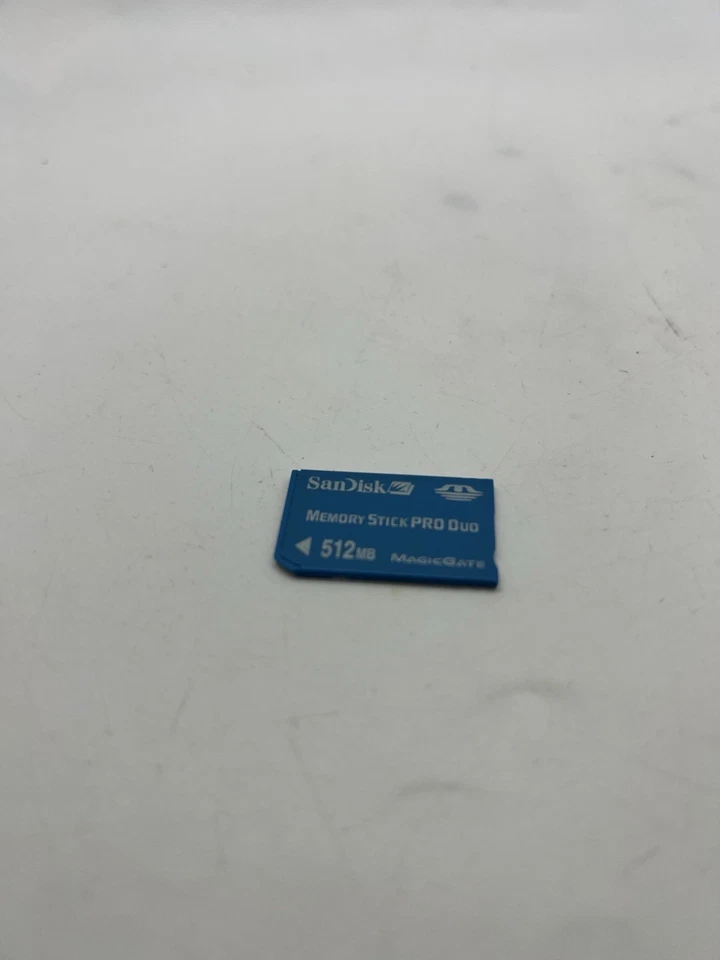 SanDisk
MEMORY STICK PRO DUO
512MB MAGICGATE